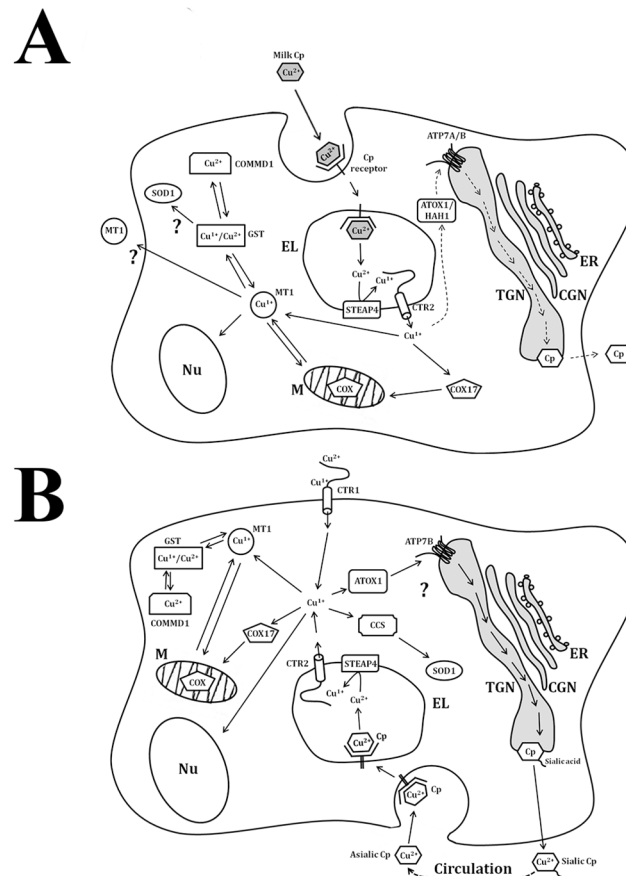 A
Milk Cp
Cu²⁺
Cu²⁺
Cp
receptor
ATP7A/B
Cu²⁺
COMMD1
SOD1
?
Cu¹⁺/Cu²⁺
GST
MT1
?
ATOX1/
HAH1
EL
Cu²⁺
Cu²⁺
Cu¹⁺
STEAP4
CTR2
Cu¹⁺
MT1
Cu¹⁺
ER
TGN
CGN
Nu
M
COX
COX17
Cp
Cp
B
Cu²⁺
Cu¹⁺
CTR1
GST
MT1
Cu¹⁺
Cu¹⁺/Cu²⁺
Cu²⁺
COMMD1
ATP7B
?
ATOX1
Cu¹⁺
CCS
COX17
SOD1
M
COX
CTR2
STEAP4
Cu¹⁺
Cu²⁺
EL
Cu²⁺
Cp
ER
TGN
CGN
Nu
Cp
Sialic acid
Cu²⁺
Cp
Asialic Cp
Cu²⁺
Circulation
Cu²⁺
Sialic Cp